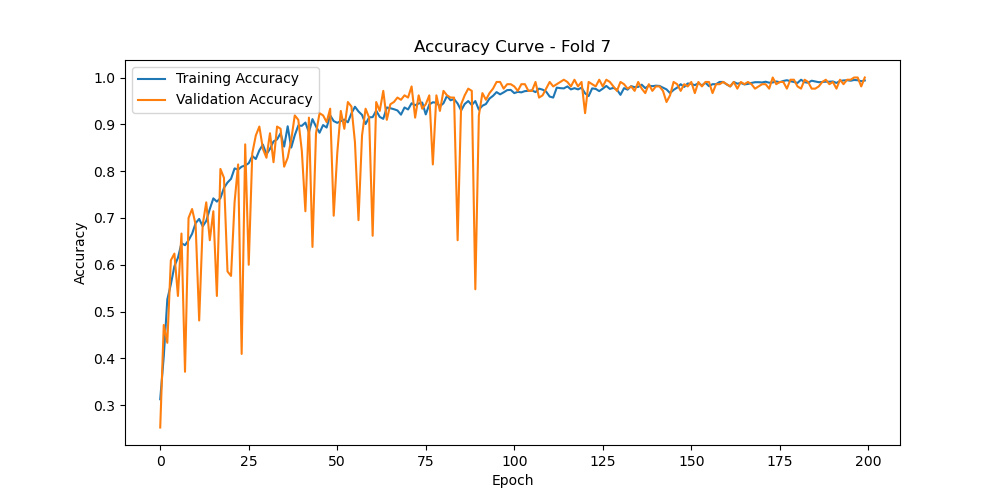 Accuracy Curve - Fold 7
Training Accuracy
Validation Accuracy
1.0
0.9
0.8
0.7
0.6
0.5
0.4
0.3
Accuracy
0 25 50 75 100 125 150 175 200
Epoch